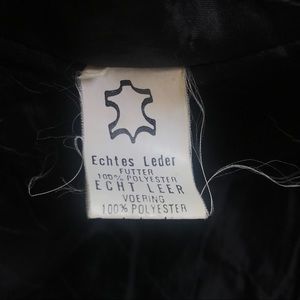 Echtes Leder
FUTTER
100% POLYESTER
ECHT LEER
VOERING
100% POLYESTER